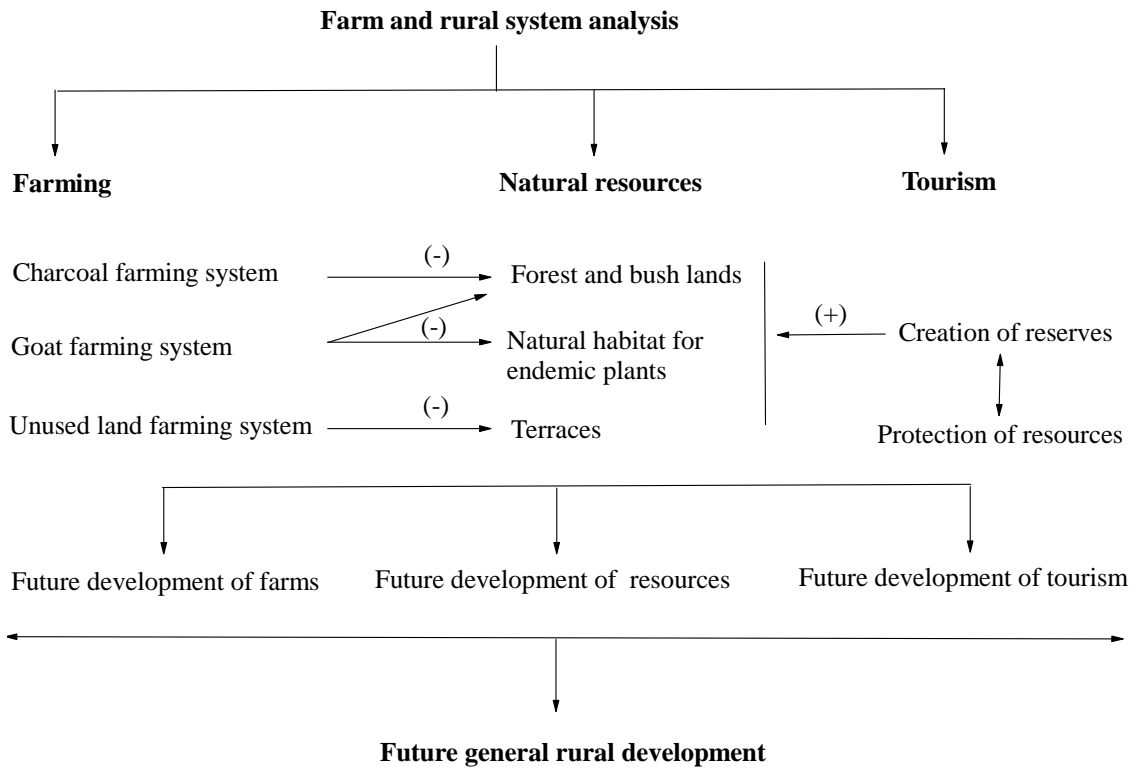 Farm and rural system analysis
Farming
Natural resources
Tourism
Charcoal farming system
(-)
Forest and bush lands
Goat farming system
(-)
Natural habitat for
endemic plants
(+)
Creation of reserves
Unused land farming system
(-)
Terraces
Protection of resources
Future development of farms
Future development of resources
Future development of tourism
Future general rural development